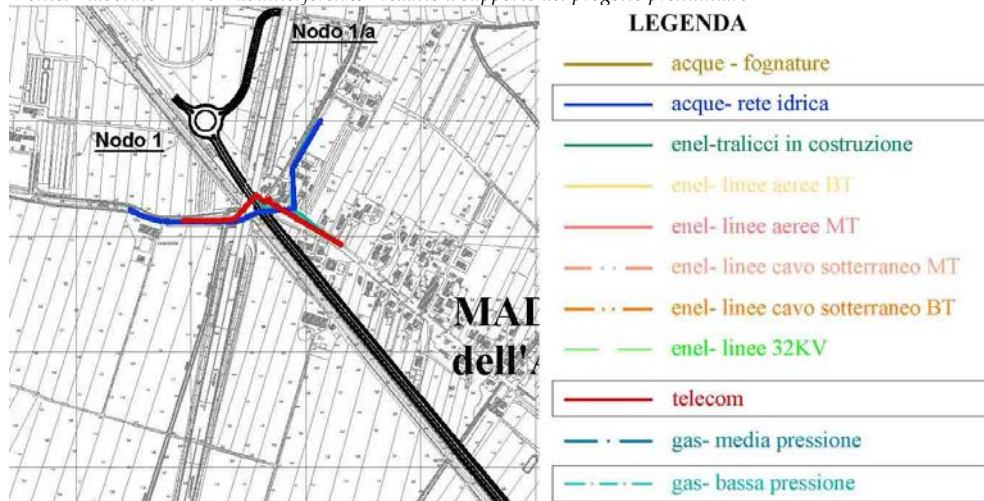 Nodo 1/a
Nodo 1
MAD
dell'A
LEGENDA
acque - fognature
acque- rete idrica
enel-tralicci in costruzione
enel- linee aeree BT
enel- linee aeree MT
enel- linee cavo sotterraneo MT
enel- linee cavo sotterraneo BT
enel- linee 32KV
telecom
gas- media pressione
gas- bassa pressione